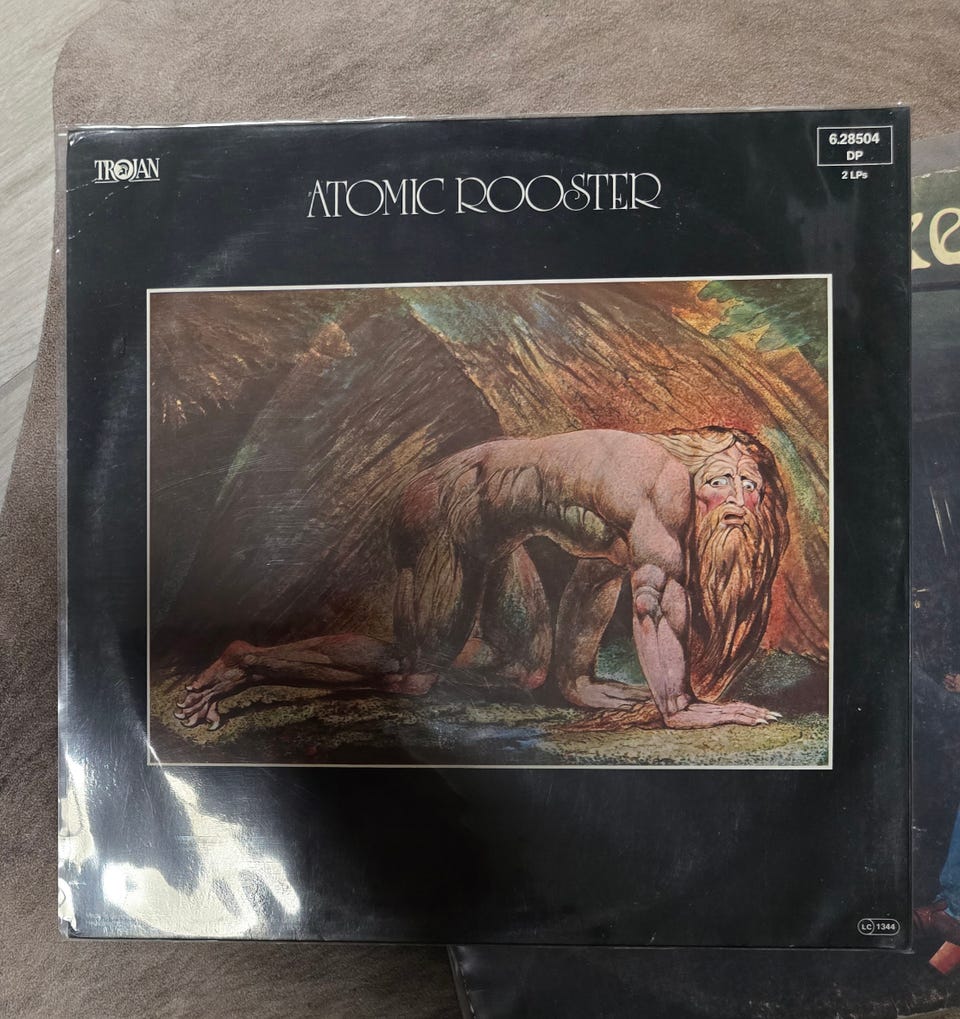 TROJAN
ATOMIC ROOSTER
6.28504
DP
2 LPs
LC 1344